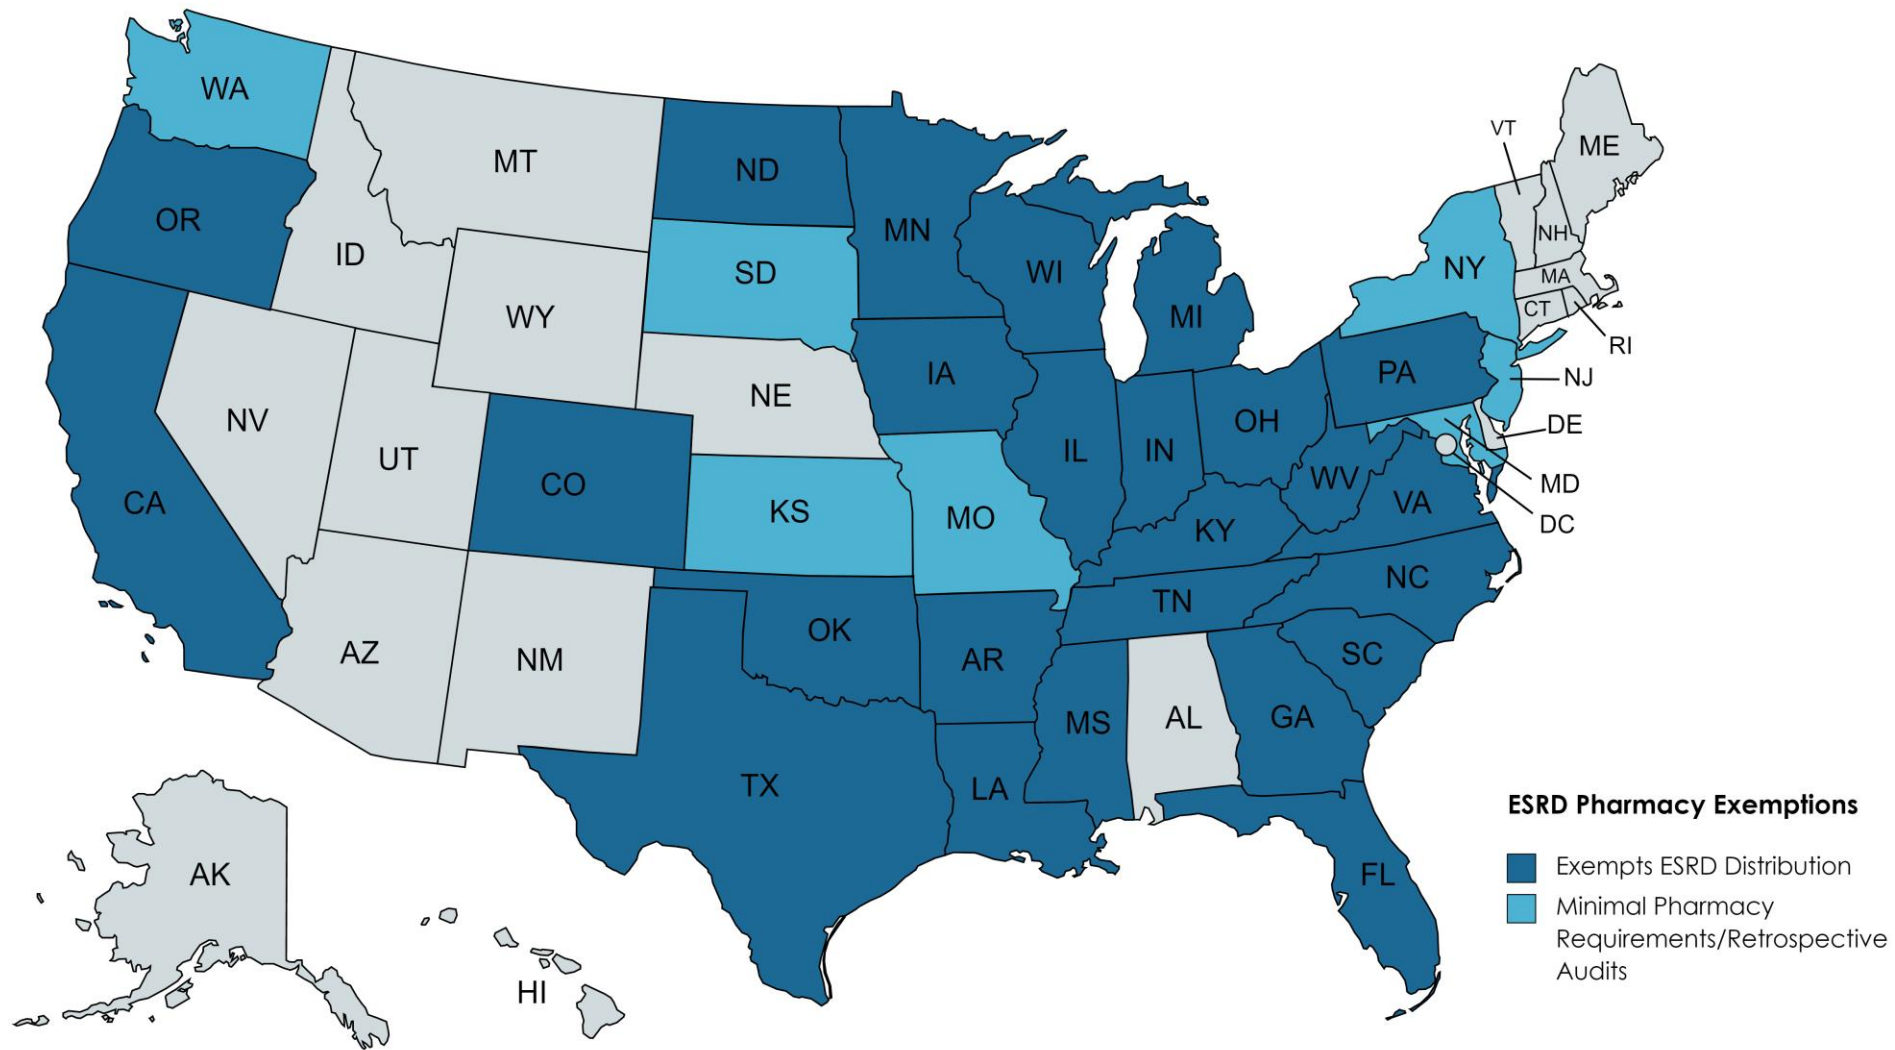 WA
MT
ND
MN
VT
ME
OR
ID
SD
WI
NY
NH
MA
WY
MI
CT
RI
NE
IA
PA
NJ
NV
UT
CO
IL
IN
OH
DE
CA
KS
MO
WV
VA
MD
DC
KY
NC
TN
AZ
NM
OK
AR
SC
MS
AL
GA
TX
LA
FL
AK
HI
ESRD Pharmacy Exemptions
Exempts ESRD Distribution
Minimal Pharmacy
Requirements/Retrospective
Audits